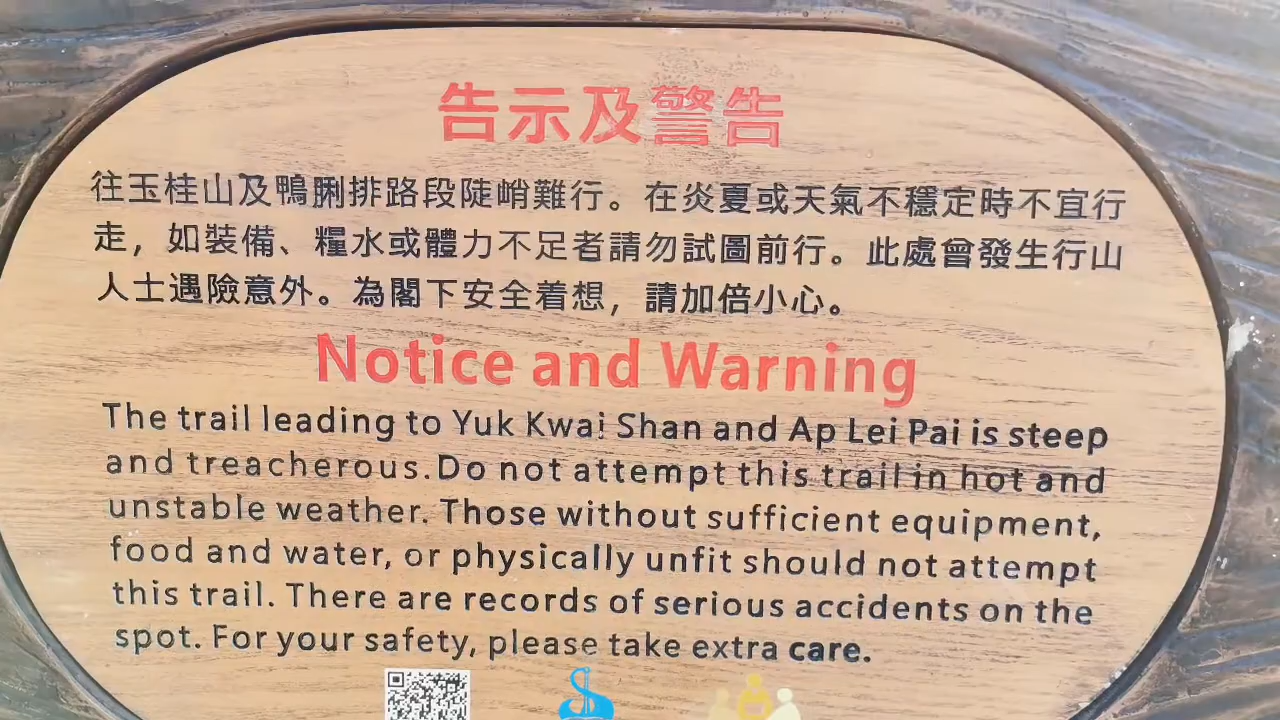 告示及警告
往玉桂山及鴨脷排路段陡峭難行。在炎夏或天氣不穩定時不宜行
走，如裝備、糧水或體力不足者請勿試圖前行。此處曾發生行山
人士遇險意外。為閣下安全着想，請加倍小心。
Notice and Warning
The trail leading to Yuk Kwai Shan and Ap Lei Pai is steep
and treacherous.Do not attempt this trail in hot and
unstable weather. Those without sufficient equipment,
food and water, or physically unfit should not attempt
this trail. There are records of serious accidents on the
spot. For your safety, please take extra care.